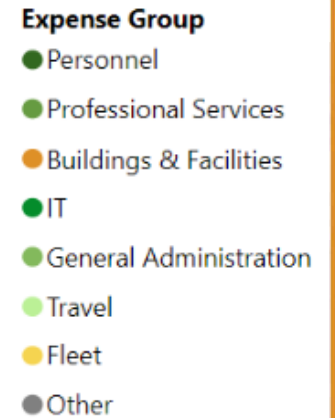 Expense Group
Personnel
Professional Services
Buildings & Facilities
IT
General Administration
Travel
Fleet
Other